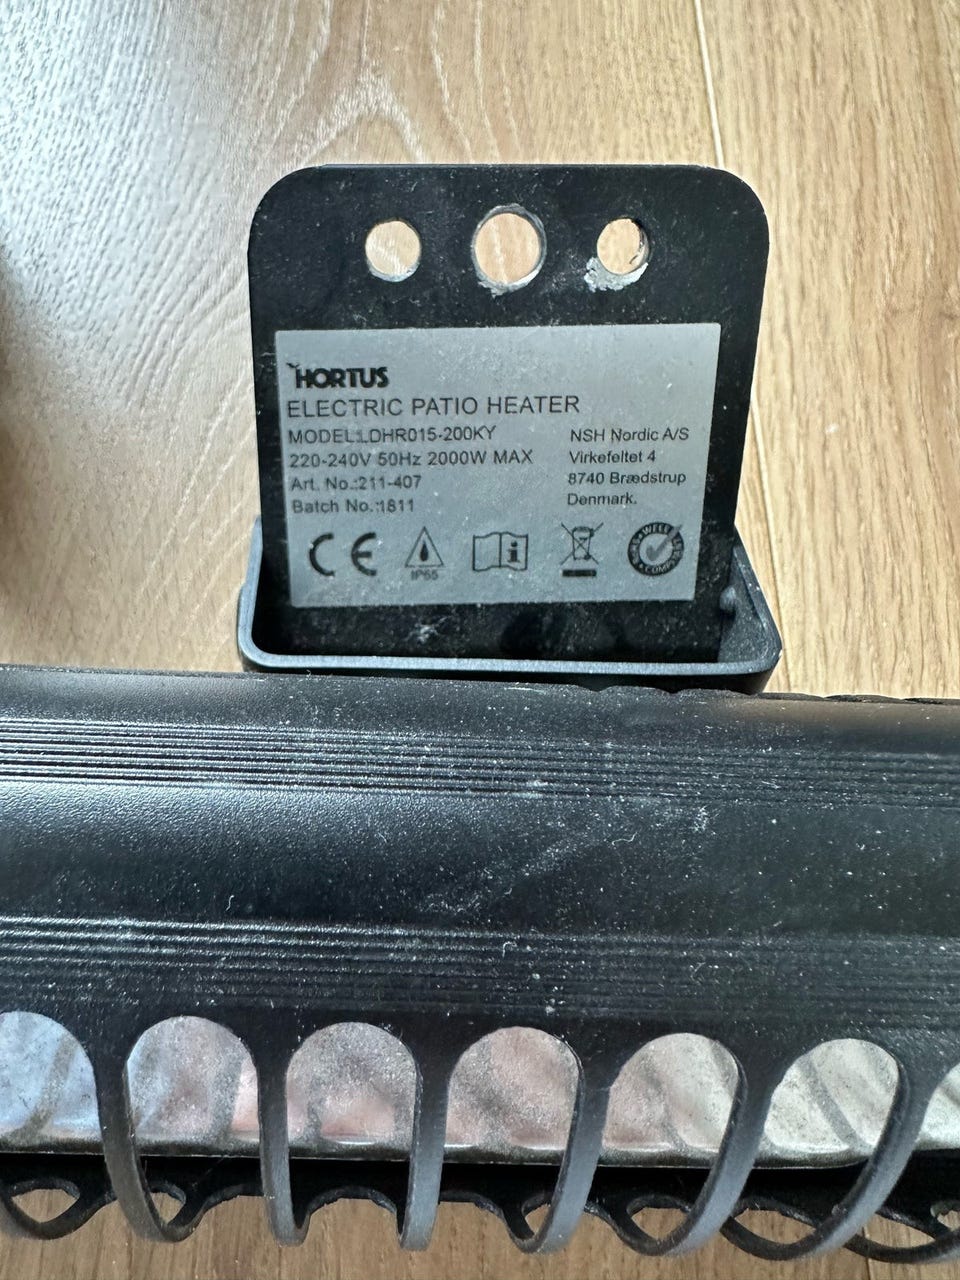 HORTUS
ELECTRIC PATIO HEATER
MODEL:LDHR015-200KY
220-240V 50Hz 2000W MAX
Art. No.:211-407
Batch No.:1811
NSH Nordic A/S
Virkefeltet 4
8740 Brædstrup
Denmark.
CE
IP65
WEEE